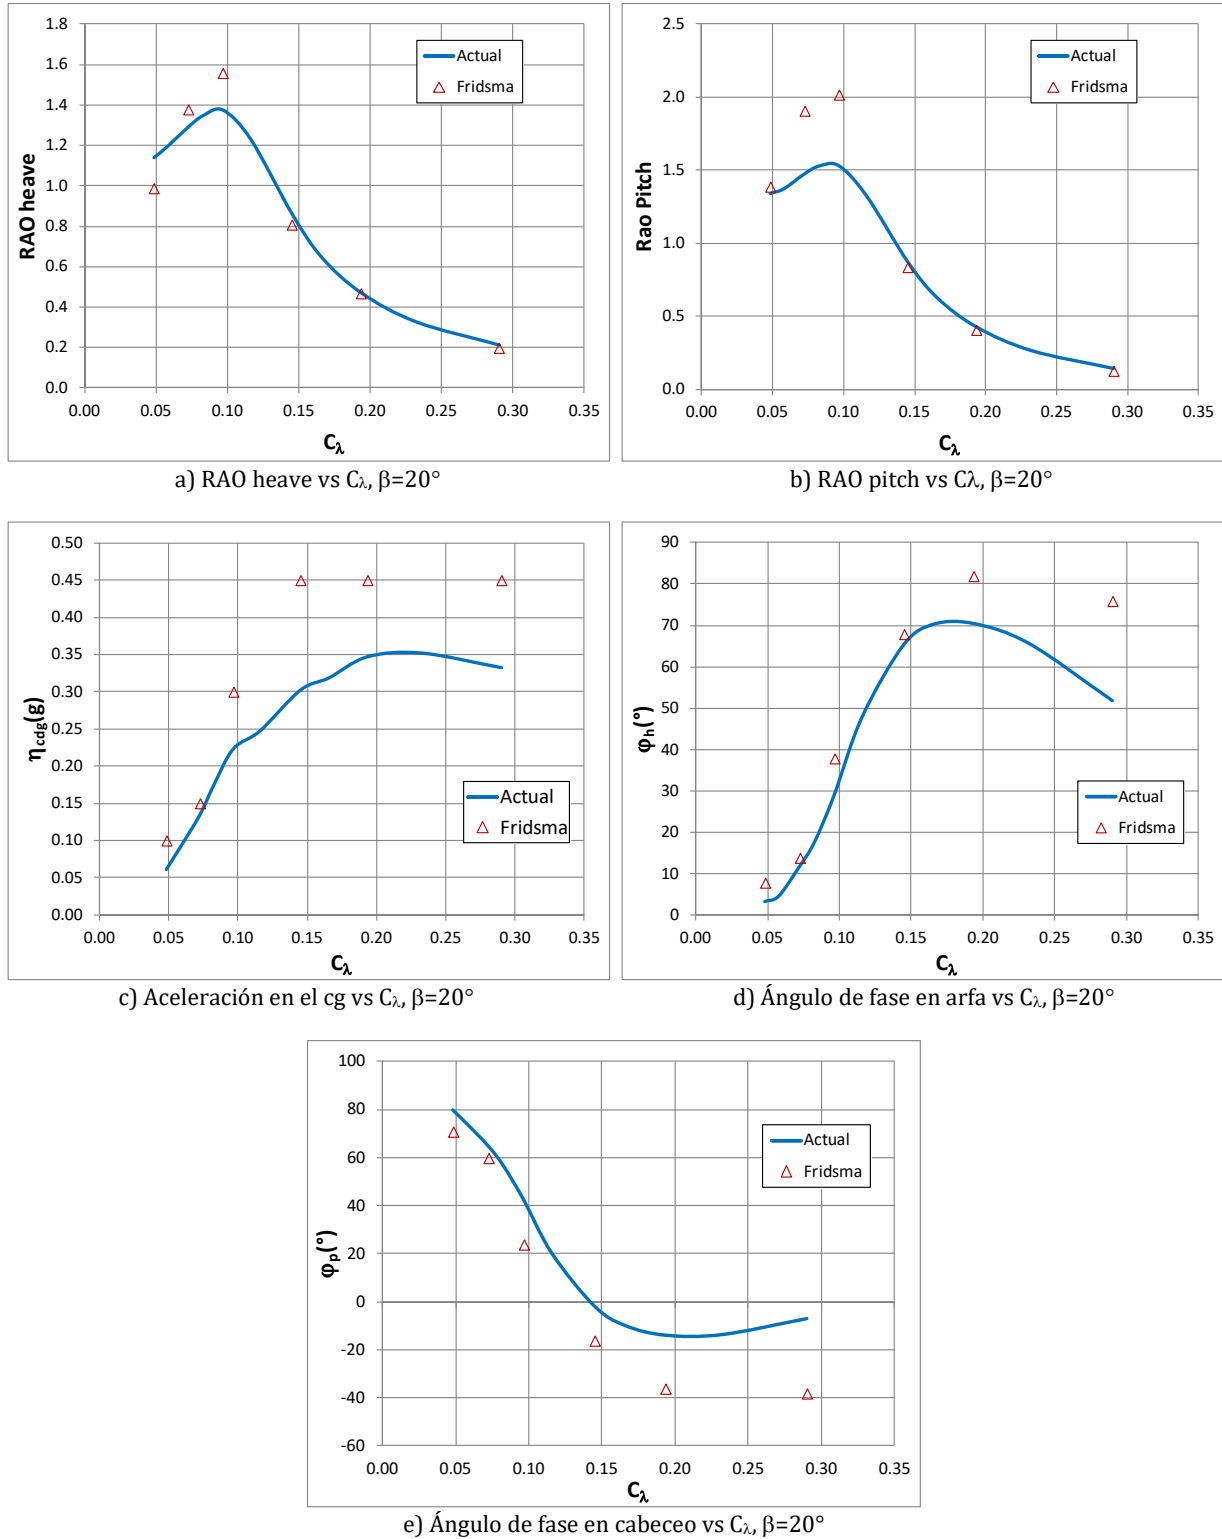 1.8
1.6
1.4
1.2
1.0
0.8
0.6
0.4
0.2
0.0
RAO heave
Actual
Fridsma
0.00 0.05 0.10 0.15 0.20 0.25 0.30 0.35
Cλ
a) RAO heave vs Cλ, β=20°
2.5
2.0
1.5
1.0
0.5
0.0
Rao Pitch
Actual
Fridsma
0.00 0.05 0.10 0.15 0.20 0.25 0.30 0.35
Cλ
b) RAO pitch vs Cλ, β=20°
0.50
0.45
0.40
0.35
0.30
0.25
0.20
0.15
0.10
0.05
0.00
ηcdg(g)
Actual
Fridsma
0.00 0.05 0.10 0.15 0.20 0.25 0.30 0.35
Cλ
c) Aceleración en el cg vs Cλ, β=20°
90
80
70
60
50
40
30
20
10
0
φh(°)
Actual
Fridsma
0.00 0.05 0.10 0.15 0.20 0.25 0.30 0.35
Cλ
d) Ángulo de fase en arfa vs Cλ, β=20°
100
80
60
40
20
0
-20
-40
-60
φp(°)
Actual
Fridsma
0.00 0.05 0.10 0.15 0.20 0.25 0.30 0.35
Cλ
e) Ángulo de fase en cabeceo vs Cλ, β=20°